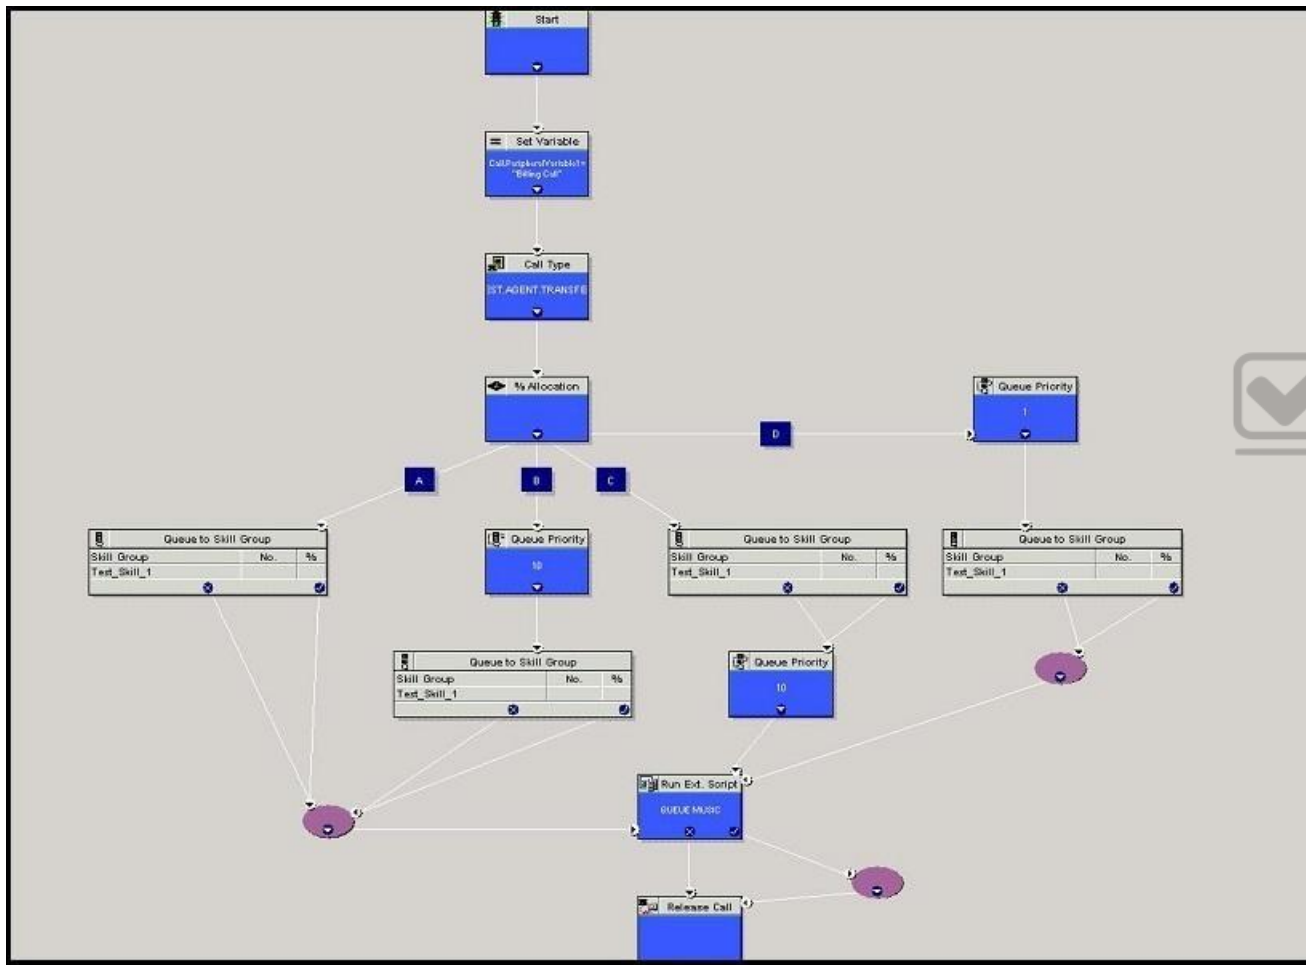 Start
Set Variable
Call.PeripheralVariable1=
"Billing Call"
Call Type
IST.AGENT.TRANSFE
% Allocation
Queue Priority
1
D
A
B
C
Queue to Skill Group
Skill Group No. %
Test_Skill_1
Queue Priority
10
Queue to Skill Group
Skill Group No. %
Test_Skill_1
Queue to Skill Group
Skill Group No. %
Test_Skill_1
Queue to Skill Group
Skill Group No. %
Test_Skill_1
Queue Priority
10
Run Ext. Script
QUEUE MUSIC
Release Call